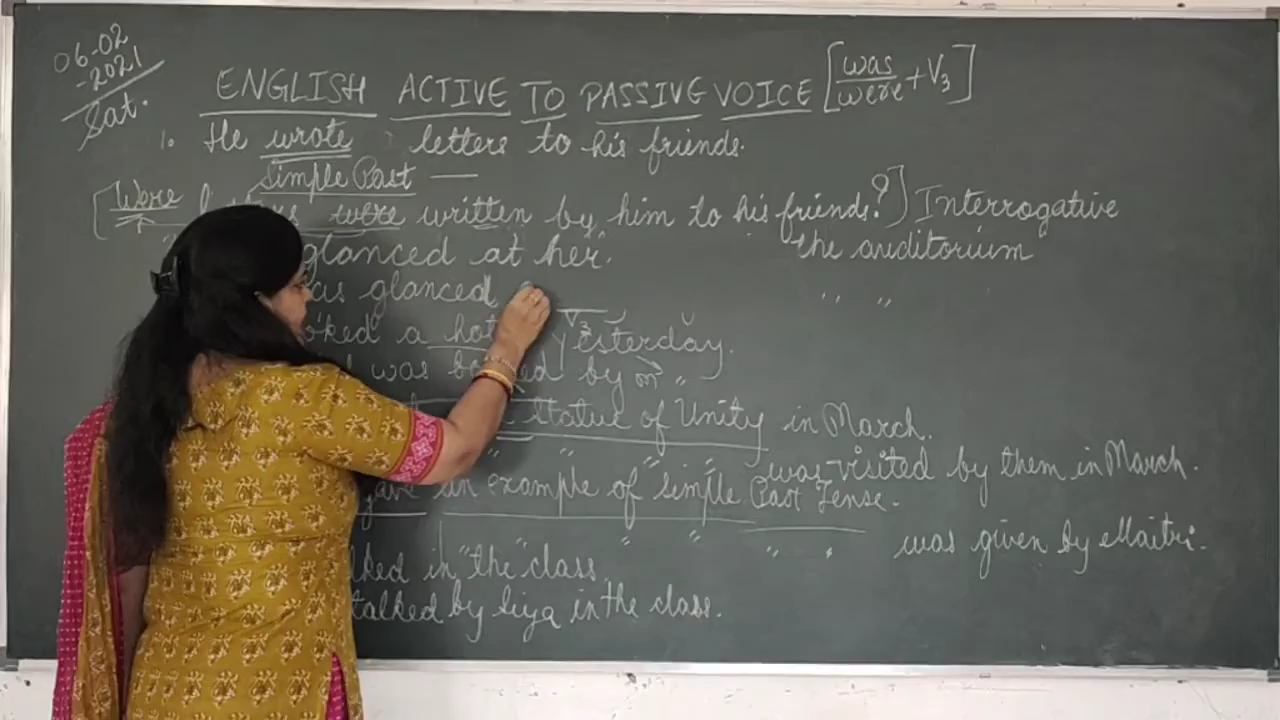 06-02
-2021
Sat.
ENGLISH ACTIVE TO PASSIVE VOICE [was/were + V3]
1. He wrote letters to his friends.
Simple Past
[Were were written by him to his friends.?] Interrogative
glanced at her. the auditorium
glanced " "
V3
a hot yesterday.
was by m "
Statue of Unity in March.
" " " " was visited by them in March.
gave an example of Simple Past Tense.
" " " " " was given by Maitri.
in the class.
talked by Siya in the class.